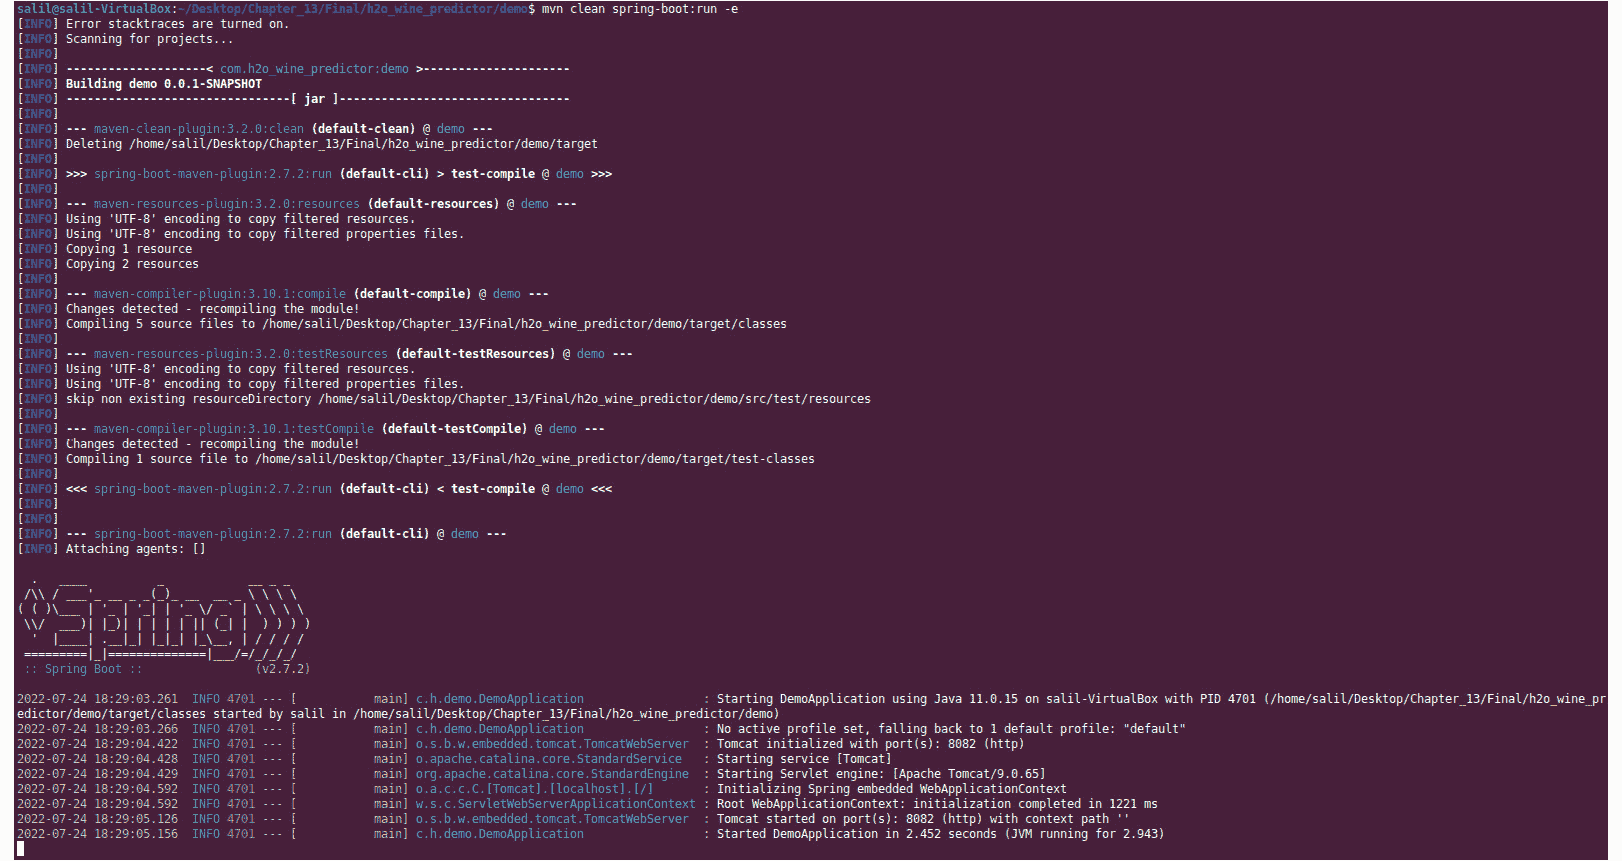 salil@salil-VirtualBox:~/Desktop/Chapter_13/Final/h2o_wine_predictor/demo$ mvn clean spring-boot:run -e
[INFO] Error stacktraces are turned on.
[INFO] Scanning for projects...
[INFO]
[INFO] --------------------< com.h2o_wine_predictor:demo >---------------------
[INFO] Building demo 0.0.1-SNAPSHOT
[INFO] --------------------------------[ jar ]---------------------------------
[INFO]
[INFO] --- maven-clean-plugin:3.2.0:clean (default-clean) @ demo ---
[INFO] Deleting /home/salil/Desktop/Chapter_13/Final/h2o_wine_predictor/demo/target
[INFO]
[INFO] >>> spring-boot-maven-plugin:2.7.2:run (default-cli) > test-compile @ demo >>>
[INFO]
[INFO] --- maven-resources-plugin:3.2.0:resources (default-resources) @ demo ---
[INFO] Using 'UTF-8' encoding to copy filtered resources.
[INFO] Using 'UTF-8' encoding to copy filtered properties files.
[INFO] Copying 1 resource
[INFO] Copying 2 resources
[INFO]
[INFO] --- maven-compiler-plugin:3.10.1:compile (default-compile) @ demo ---
[INFO] Changes detected - recompiling the module!
[INFO] Compiling 5 source files to /home/salil/Desktop/Chapter_13/Final/h2o_wine_predictor/demo/target/classes
[INFO]
[INFO] --- maven-resources-plugin:3.2.0:testResources (default-testResources) @ demo ---
[INFO] Using 'UTF-8' encoding to copy filtered resources.
[INFO] Using 'UTF-8' encoding to copy filtered properties files.
[INFO] skip non existing resourceDirectory /home/salil/Desktop/Chapter_13/Final/h2o_wine_predictor/demo/src/test/resources
[INFO]
[INFO] --- maven-compiler-plugin:3.10.1:testCompile (default-testCompile) @ demo ---
[INFO] Changes detected - recompiling the module!
[INFO] Compiling 1 source file to /home/salil/Desktop/Chapter_13/Final/h2o_wine_predictor/demo/target/test-classes
[INFO]
[INFO] <<< spring-boot-maven-plugin:2.7.2:run (default-cli) < test-compile @ demo <<<
[INFO]
[INFO]
[INFO] --- spring-boot-maven-plugin:2.7.2:run (default-cli) @ demo ---
[INFO] Attaching agents: []
  .   ____          _            __ _ _
 /\\ / ___'_ __ _ _(_)_ __  __ _ \ \ \ \
( ( )\___ | '_ | '_| | '_ \/ _` | \ \ \ \
 \\/  ___)| |_)| | | | | || (_| |  ) ) ) )
  '  |____| .__|_| |_|_| |_\__, | / / / /
 =========|_|==============|___/=/_/_/_/
 :: Spring Boot ::                (v2.7.2)
2022-07-24 18:29:03.261  INFO 4701 --- [           main] c.h.demo.DemoApplication                 : Starting DemoApplication using Java 11.0.15 on salil-VirtualBox with PID 4701 (/home/salil/Desktop/Chapter_13/Final/h2o_wine_pr
edictor/demo/target/classes started by salil in /home/salil/Desktop/Chapter_13/Final/h2o_wine_predictor/demo)
2022-07-24 18:29:03.266  INFO 4701 --- [           main] c.h.demo.DemoApplication                 : No active profile set, falling back to 1 default profile: "default"
2022-07-24 18:29:04.422  INFO 4701 --- [           main] o.s.b.w.embedded.tomcat.TomcatWebServer  : Tomcat initialized with port(s): 8082 (http)
2022-07-24 18:29:04.428  INFO 4701 --- [           main] o.apache.catalina.core.StandardService   : Starting service [Tomcat]
2022-07-24 18:29:04.429  INFO 4701 --- [           main] org.apache.catalina.core.StandardEngine  : Starting Servlet engine: [Apache Tomcat/9.0.65]
2022-07-24 18:29:04.592  INFO 4701 --- [           main] o.a.c.c.C.[Tomcat].[localhost].[/]       : Initializing Spring embedded WebApplicationContext
2022-07-24 18:29:04.592  INFO 4701 --- [           main] w.s.c.ServletWebServerApplicationContext : Root WebApplicationContext: initialization completed in 1221 ms
2022-07-24 18:29:05.126  INFO 4701 --- [           main] o.s.b.w.embedded.tomcat.TomcatWebServer  : Tomcat started on port(s): 8082 (http) with context path ''
2022-07-24 18:29:05.156  INFO 4701 --- [           main] c.h.demo.DemoApplication                 : Started DemoApplication in 2.452 seconds (JVM running for 2.943)